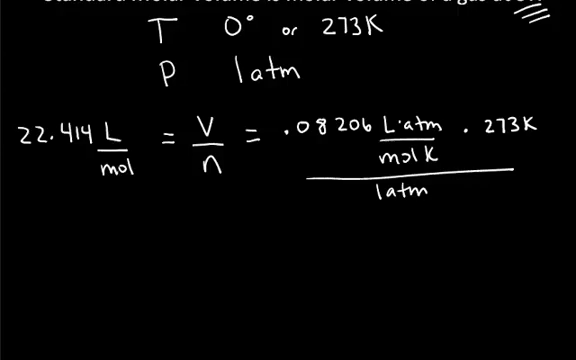 Standard molar volume is molar volume of a gas at
T 0° or 273K
P 1atm
22.414 L/mol = V/n = .08206 L·atm/mol K · 273K
1atm